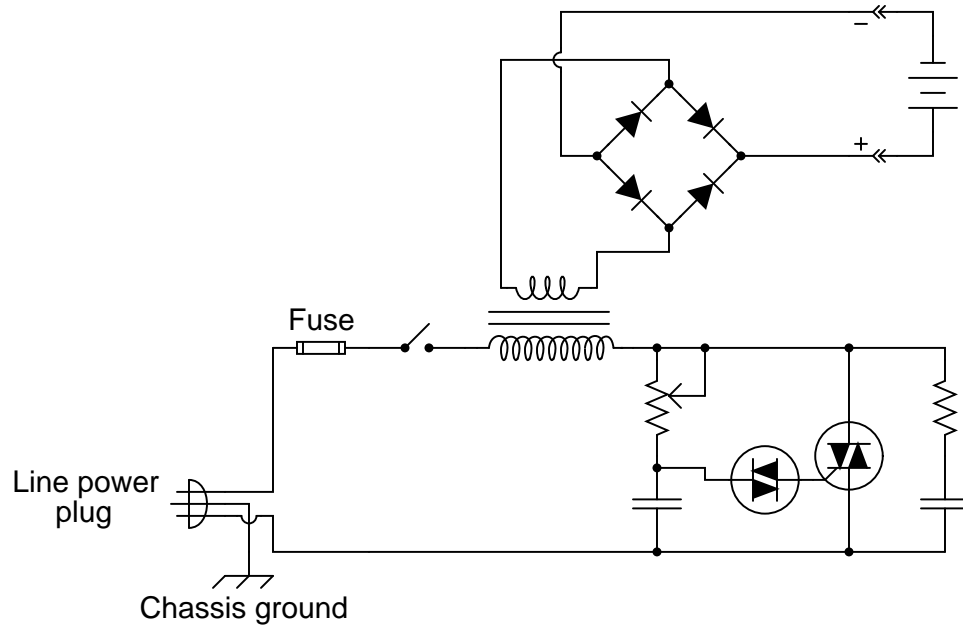 −
+
Fuse
Line power
plug
Chassis ground